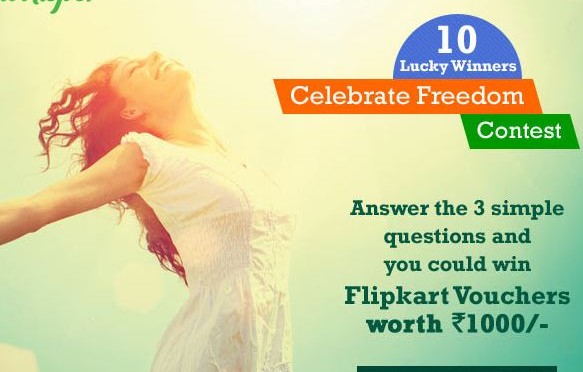 10
Lucky Winners
Celebrate Freedom
Contest
Answer the 3 simple
questions and
you could win
Flipkart Vouchers
worth ₹1000/-